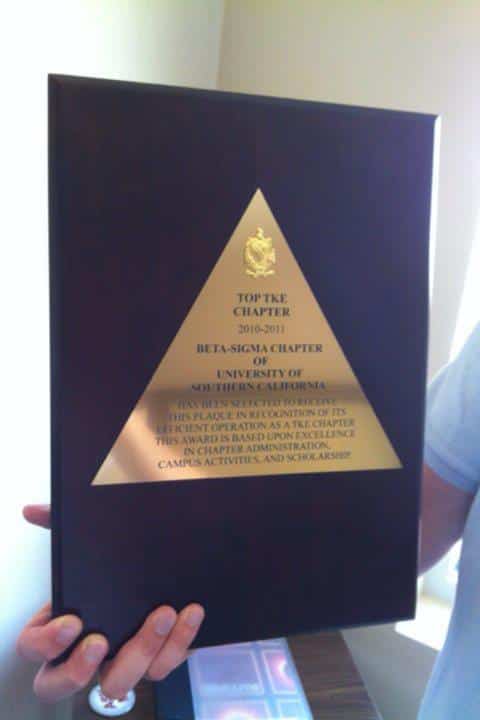 TOP TKE
CHAPTER
2010-2011
BETA-SIGMA CHAPTER
OF
UNIVERSITY OF
SOUTHERN CALIFORNIA
HAS BEEN SELECTED TO RECEIVE
THIS PLAQUE IN RECOGNITION OF ITS
EFFICIENT OPERATION AS A TKE CHAPTER
THIS AWARD IS BASED UPON EXCELLENCE
IN CHAPTER ADMINISTRATION,
CAMPUS ACTIVITIES, AND SCHOLARSHIP.